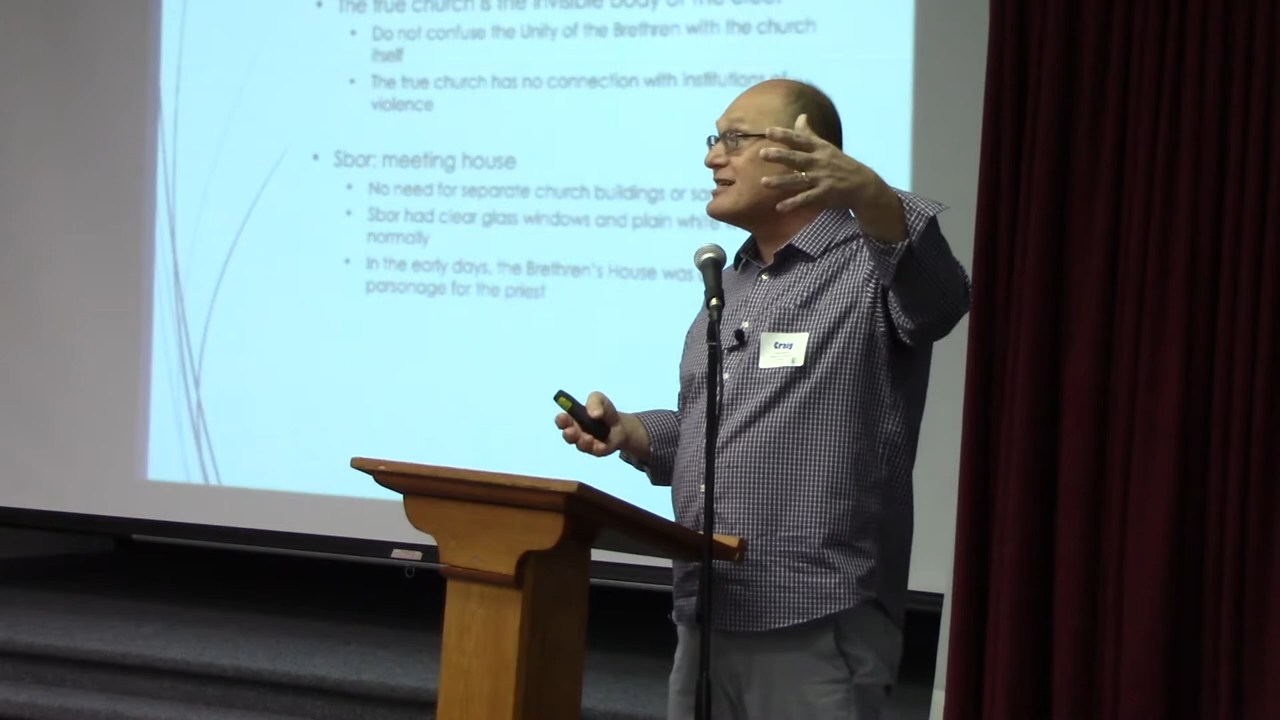 • The true church is the invisible body of the elect
• Do not confuse the Unity of the Brethren with the church
itself
• The true church has no connection with institutions of
violence
• Sbor: meeting house
• No need for separate church buildings or
• Sbor had clear glass windows and plain white
normally
• In the early days, the Brethren's House was
parsonage for the priest
Craig